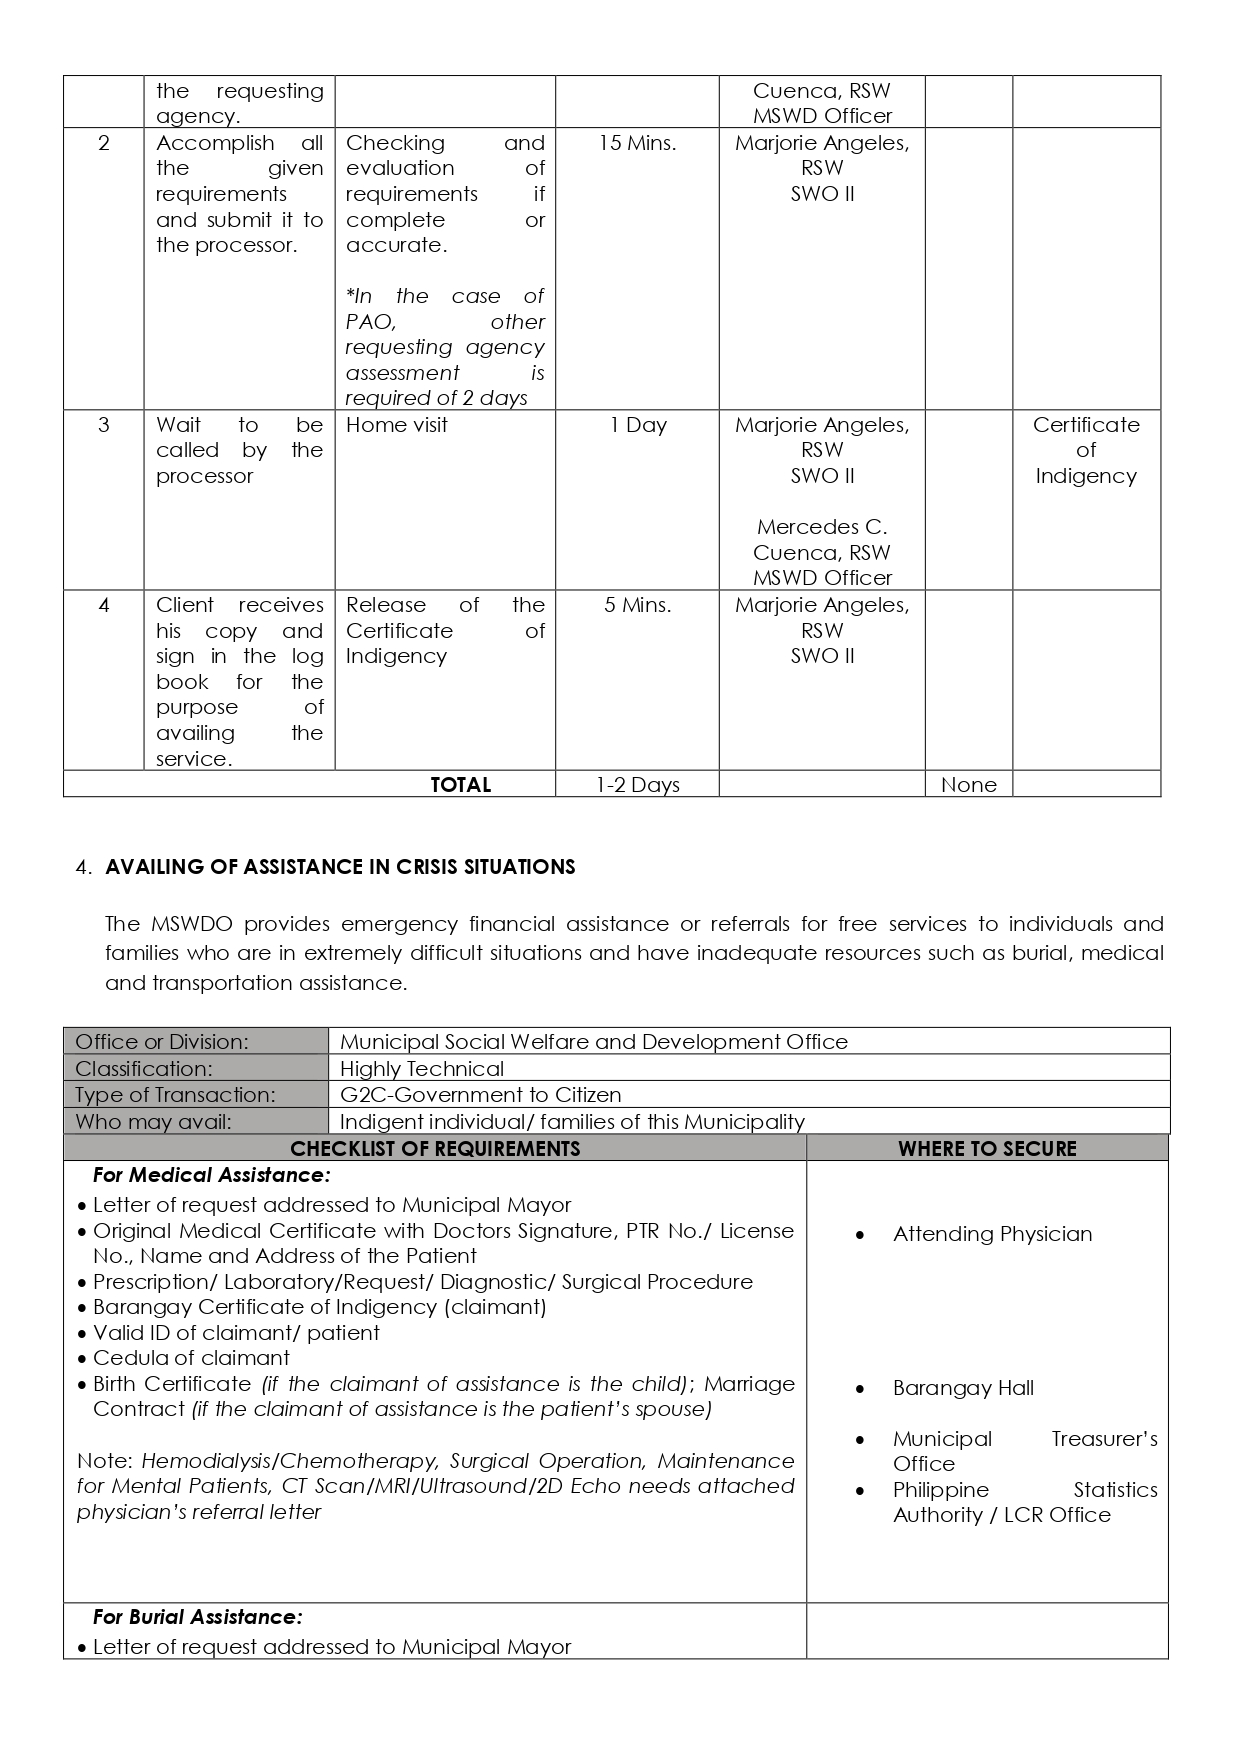 the requesting
agency.
Cuenca, RSW
MSWD Officer
2
Accomplish all
the given
requirements
and submit it to
the processor.
Checking and
evaluation of
requirements if
complete or
accurate.
*In the case of
PAO, other
requesting agency
assessment is
required of 2 days
15 Mins.
Marjorie Angeles,
RSW
SWO II
3
Wait to be
called by the
processor
Home visit
1 Day
Marjorie Angeles,
RSW
SWO II
Mercedes C.
Cuenca, RSW
MSWD Officer
Certificate
of
Indigency
4
Client receives
his copy and
sign in the log
book for the
purpose of
availing the
service.
Release of the
Certificate of
Indigency
5 Mins.
Marjorie Angeles,
RSW
SWO II
TOTAL
1-2 Days
None
4. AVAILING OF ASSISTANCE IN CRISIS SITUATIONS
The MSWDO provides emergency financial assistance or referrals for free services to individuals and
families who are in extremely difficult situations and have inadequate resources such as burial, medical
and transportation assistance.
Office or Division: Municipal Social Welfare and Development Office
Classification: Highly Technical
Type of Transaction: G2C-Government to Citizen
Who may avail: Indigent individual/ families of this Municipality
CHECKLIST OF REQUIREMENTS WHERE TO SECURE
For Medical Assistance:
• Letter of request addressed to Municipal Mayor
• Original Medical Certificate with Doctors Signature, PTR No./ License
No., Name and Address of the Patient
• Prescription/ Laboratory/Request/ Diagnostic/ Surgical Procedure
• Barangay Certificate of Indigency (claimant)
• Valid ID of claimant/ patient
• Cedula of claimant
• Birth Certificate (if the claimant of assistance is the child); Marriage
Contract (if the claimant of assistance is the patient’s spouse)
Note: Hemodialysis/Chemotherapy, Surgical Operation, Maintenance
for Mental Patients, CT Scan/MRI/Ultrasound/2D Echo needs attached
physician’s referral letter
• Attending Physician
• Barangay Hall
• Municipal Treasurer’s
Office
• Philippine Statistics
Authority / LCR Office
For Burial Assistance:
• Letter of request addressed to Municipal Mayor